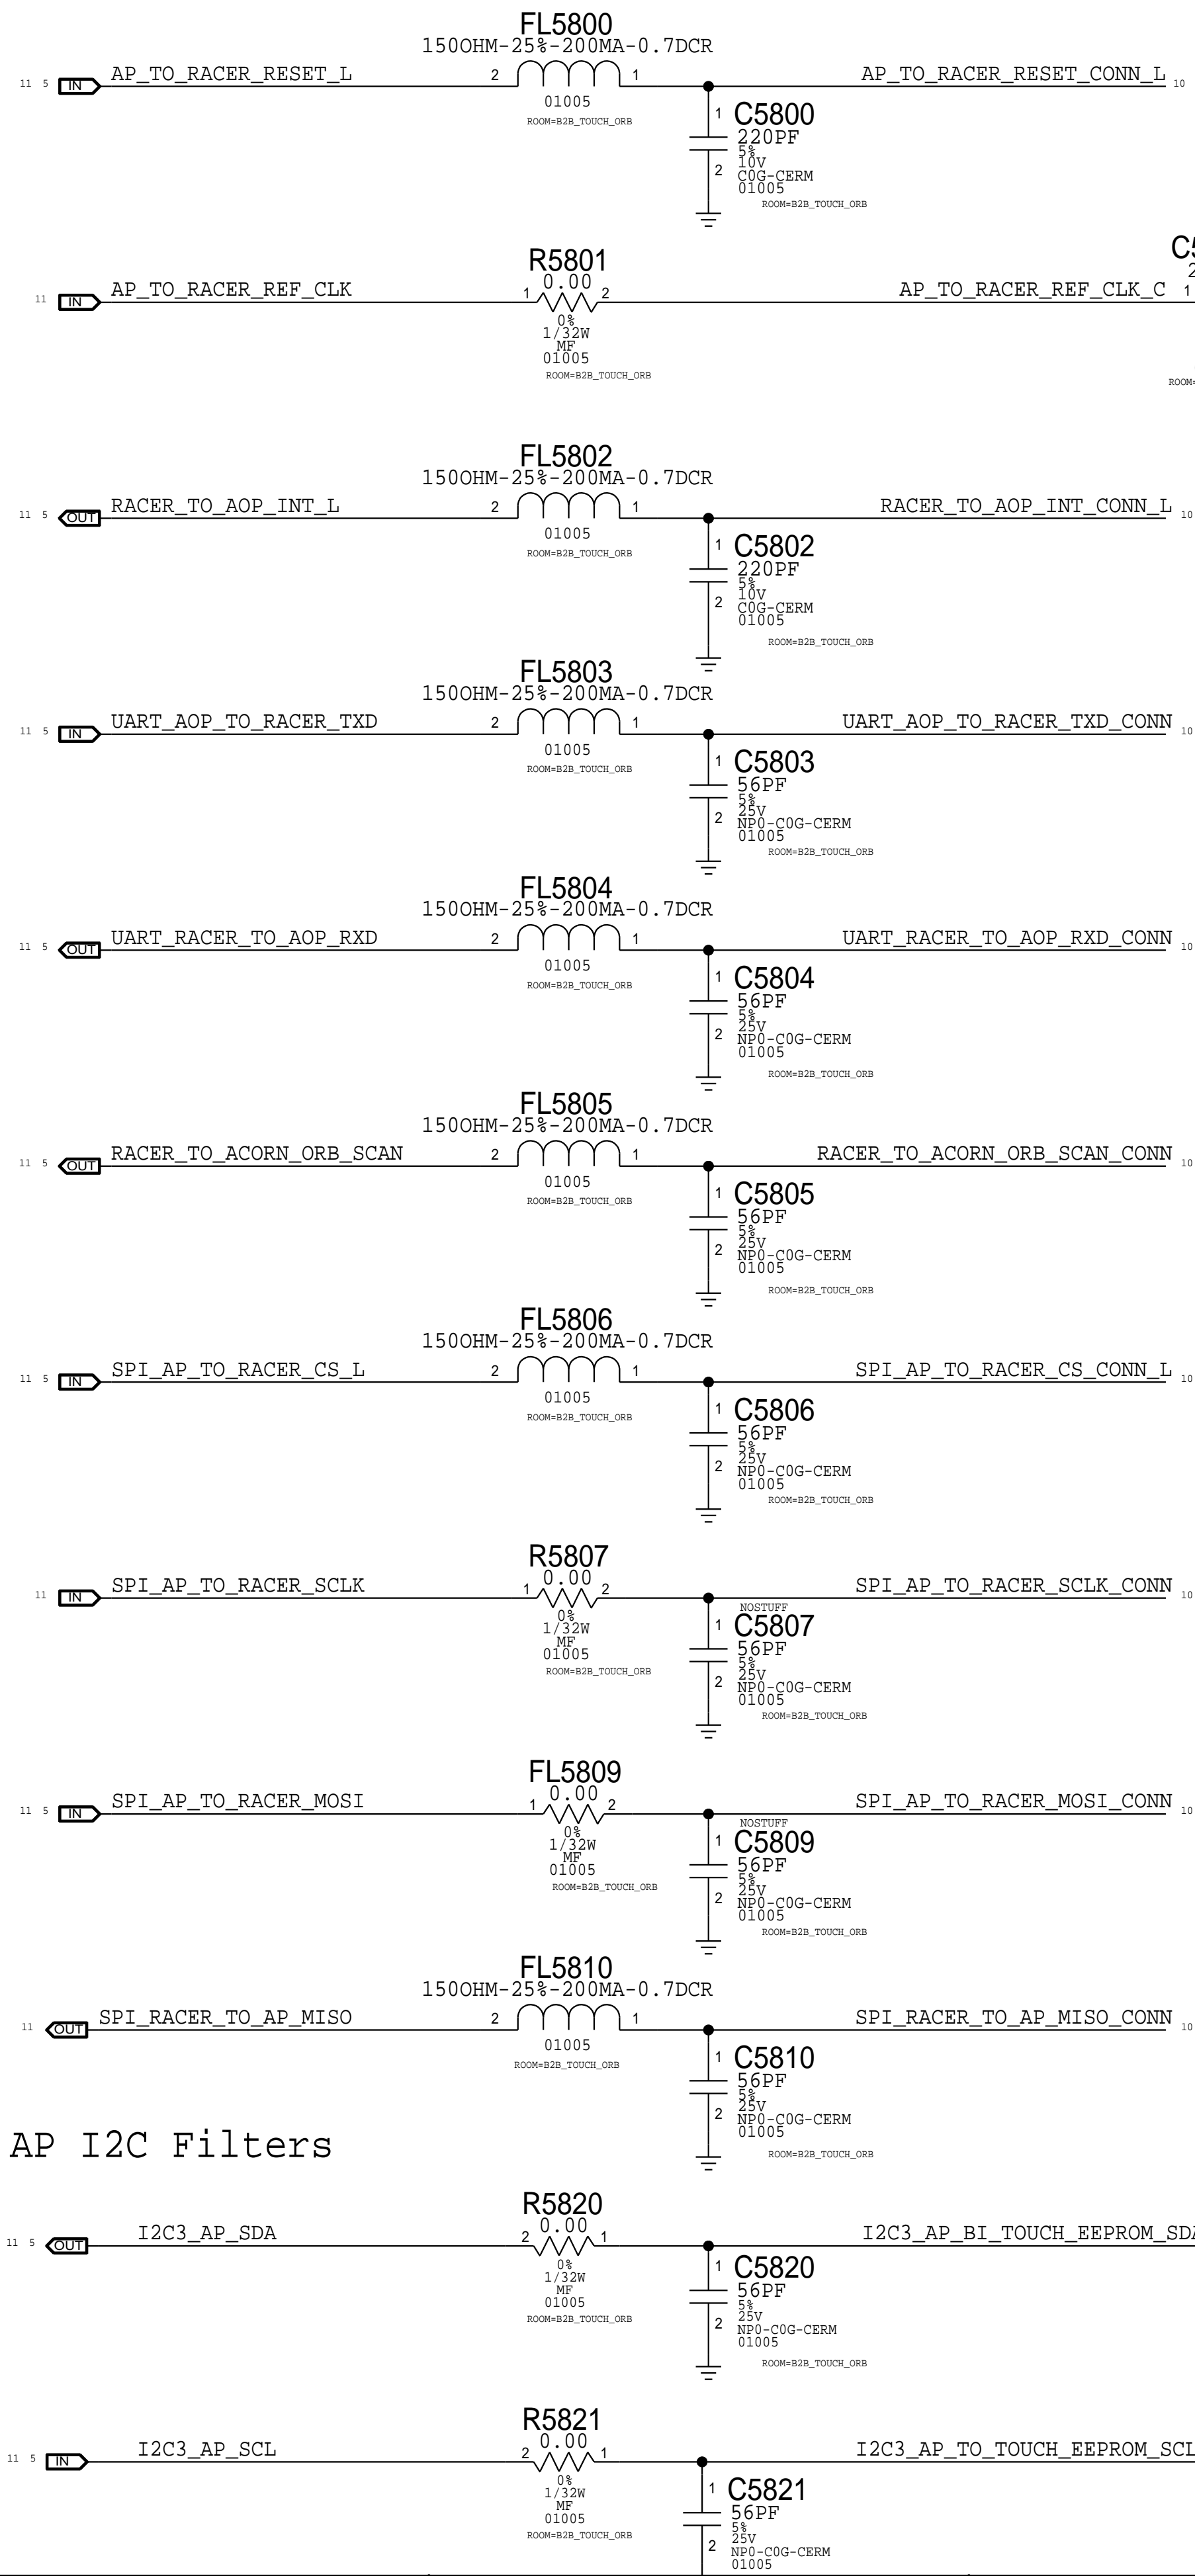 FL5800
150OHM-25%-200MA-0.7DCR
11 5 IN AP_TO_RACER_RESET_L 2 1 AP_TO_RACER_RESET_CONN_L 10
01005
ROOM=B2B_TOUCH_ORB
1 C5800
220PF
5%
10V
2 C0G-CERM
01005
ROOM=B2B_TOUCH_ORB
R5801
0.00
11 IN AP_TO_RACER_REF_CLK 1 2 AP_TO_RACER_REF_CLK_C 1
0%
1/32W
MF
01005
ROOM=B2B_TOUCH_ORB
ROOM=
FL5802
150OHM-25%-200MA-0.7DCR
11 5 OUT RACER_TO_AOP_INT_L 2 1 RACER_TO_AOP_INT_CONN_L 10
01005
ROOM=B2B_TOUCH_ORB
1 C5802
220PF
5%
10V
2 C0G-CERM
01005
ROOM=B2B_TOUCH_ORB
FL5803
150OHM-25%-200MA-0.7DCR
11 5 IN UART_AOP_TO_RACER_TXD 2 1 UART_AOP_TO_RACER_TXD_CONN 10
01005
ROOM=B2B_TOUCH_ORB
1 C5803
56PF
5%
25V
2 NP0-C0G-CERM
01005
ROOM=B2B_TOUCH_ORB
FL5804
150OHM-25%-200MA-0.7DCR
11 5 OUT UART_RACER_TO_AOP_RXD 2 1 UART_RACER_TO_AOP_RXD_CONN 10
01005
ROOM=B2B_TOUCH_ORB
1 C5804
56PF
5%
25V
2 NP0-C0G-CERM
01005
ROOM=B2B_TOUCH_ORB
FL5805
150OHM-25%-200MA-0.7DCR
11 5 OUT RACER_TO_ACORN_ORB_SCAN 2 1 RACER_TO_ACORN_ORB_SCAN_CONN 10
01005
ROOM=B2B_TOUCH_ORB
1 C5805
56PF
5%
25V
2 NP0-C0G-CERM
01005
ROOM=B2B_TOUCH_ORB
FL5806
150OHM-25%-200MA-0.7DCR
11 5 IN SPI_AP_TO_RACER_CS_L 2 1 SPI_AP_TO_RACER_CS_CONN_L 10
01005
ROOM=B2B_TOUCH_ORB
1 C5806
56PF
5%
25V
2 NP0-C0G-CERM
01005
ROOM=B2B_TOUCH_ORB
R5807
0.00
11 IN SPI_AP_TO_RACER_SCLK 1 2 SPI_AP_TO_RACER_SCLK_CONN 10
0%
1/32W
MF
01005
ROOM=B2B_TOUCH_ORB
NOSTUFF
1 C5807
56PF
5%
25V
2 NP0-C0G-CERM
01005
ROOM=B2B_TOUCH_ORB
FL5809
0.00
11 5 IN SPI_AP_TO_RACER_MOSI 1 2 SPI_AP_TO_RACER_MOSI_CONN 10
0%
1/32W
MF
01005
ROOM=B2B_TOUCH_ORB
NOSTUFF
1 C5809
56PF
5%
25V
2 NP0-C0G-CERM
01005
ROOM=B2B_TOUCH_ORB
FL5810
150OHM-25%-200MA-0.7DCR
11 OUT SPI_RACER_TO_AP_MISO 2 1 SPI_RACER_TO_AP_MISO_CONN 10
01005
ROOM=B2B_TOUCH_ORB
1 C5810
56PF
5%
25V
2 NP0-C0G-CERM
01005
ROOM=B2B_TOUCH_ORB
AP I2C Filters
R5820
0.00
11 5 OUT I2C3_AP_SDA 2 1 I2C3_AP_BI_TOUCH_EEPROM_SDA
0%
1/32W
MF
01005
ROOM=B2B_TOUCH_ORB
1 C5820
56PF
5%
25V
2 NP0-C0G-CERM
01005
ROOM=B2B_TOUCH_ORB
R5821
0.00
11 5 IN I2C3_AP_SCL 2 1 I2C3_AP_TO_TOUCH_EEPROM_SCL
0%
1/32W
MF
01005
ROOM=B2B_TOUCH_ORB
1 C5821
56PF
5%
25V
2 NP0-C0G-CERM
01005